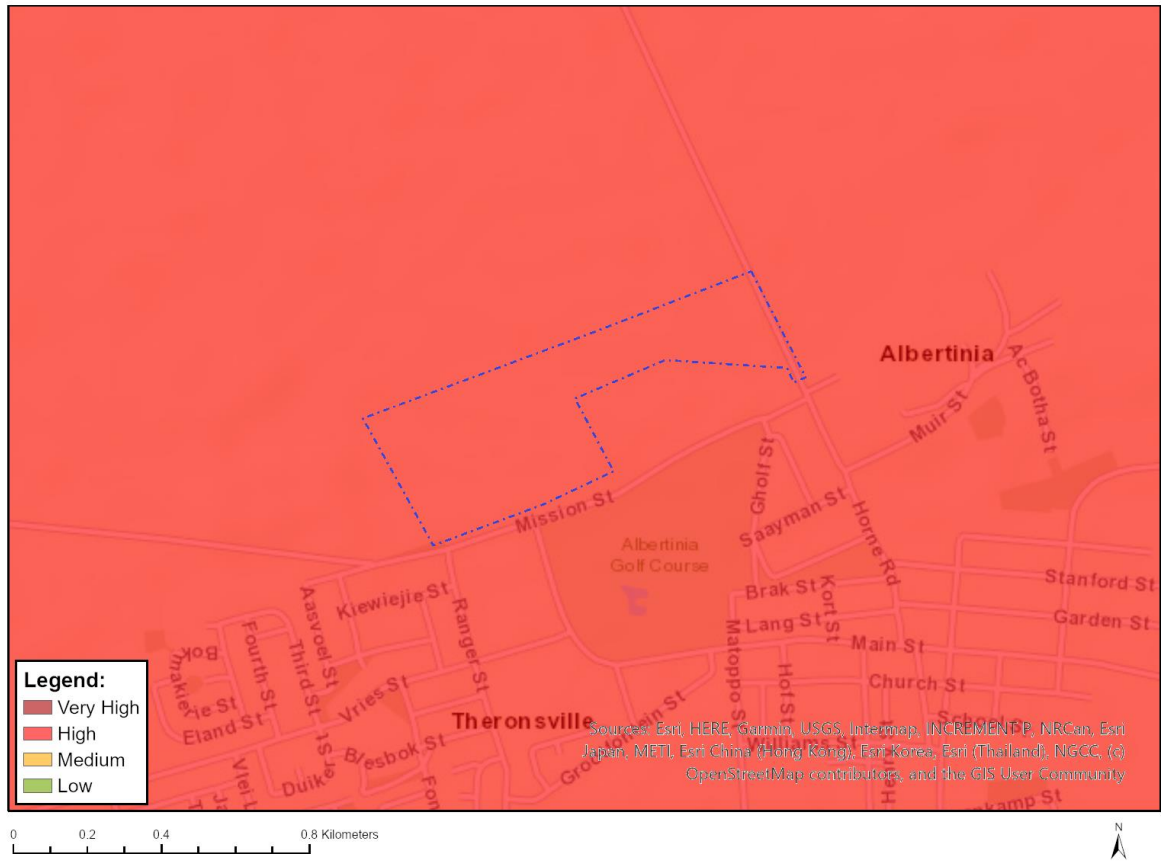 Albertinia
Ac Botha St
Muir St
Gholf St
Saayman St
Mission St
Horne Rd
Albertinia
Golf Course
Stanford St
Kiewietjie St
Brak St
Kort St
Garden St
Aasvoel St
Ranger St
Lang St
Main St
Bok
Fourth St
Third St
Matoppo St
Hof St
Church St
Vries St
Eland St
Theronsville
Blesbok St
Duiker St
Williams St
Sources: Esri, HERE, Garmin, USGS, Intermap, INCREMENT P, NRCan, Esri
Japan, METI, Esri China (Hong Kong), Esri Korea, Esri (Thailand), NGCC, (c)
OpenStreetMap contributors, and the GIS User Community
Legend:
Very High
High
Medium
Low
0 0.2 0.4 0.8 Kilometers
N